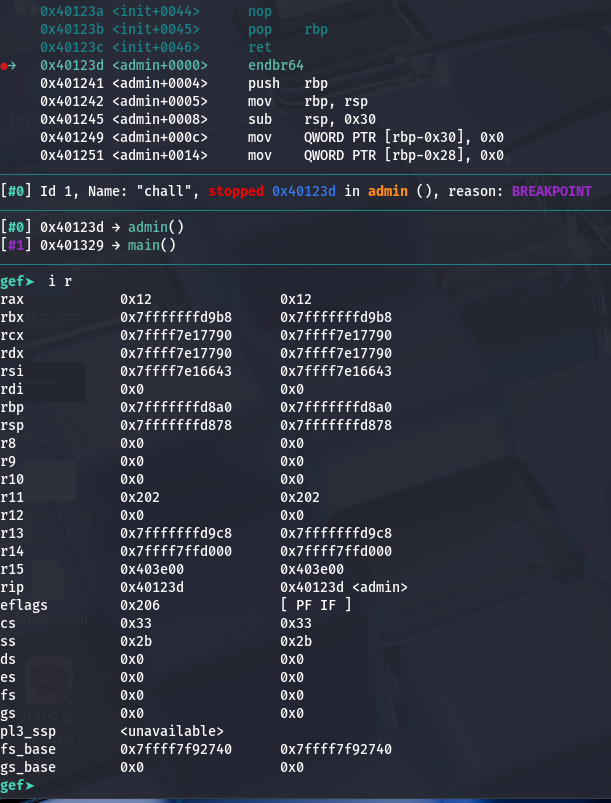 0x40123a <init+0044> nop
0x40123b <init+0045> pop rbp
0x40123c <init+0046> ret
●→ 0x40123d <admin+0000> endbr64
0x401241 <admin+0004> push rbp
0x401242 <admin+0005> mov rbp, rsp
0x401245 <admin+0008> sub rsp, 0x30
0x401249 <admin+000c> mov QWORD PTR [rbp-0x30], 0x0
0x401251 <admin+0014> mov QWORD PTR [rbp-0x28], 0x0
[#0] Id 1, Name: "chall", stopped 0x40123d in admin (), reason: BREAKPOINT
[#0] 0x40123d → admin()
[#1] 0x401329 → main()
gef➤ i r
rax 0x12 0x12
rbx 0x7fffffffd9b8 0x7fffffffd9b8
rcx 0x7ffff7e17790 0x7ffff7e17790
rdx 0x7ffff7e17790 0x7ffff7e17790
rsi 0x7ffff7e16643 0x7ffff7e16643
rdi 0x0 0x0
rbp 0x7fffffffd8a0 0x7fffffffd8a0
rsp 0x7fffffffd878 0x7fffffffd878
r8 0x0 0x0
r9 0x0 0x0
r10 0x0 0x0
r11 0x202 0x202
r12 0x0 0x0
r13 0x7fffffffd9c8 0x7fffffffd9c8
r14 0x7ffff7ffd000 0x7ffff7ffd000
r15 0x403e00 0x403e00
rip 0x40123d 0x40123d <admin>
eflags 0x206 [ PF IF ]
cs 0x33 0x33
ss 0x2b 0x2b
ds 0x0 0x0
es 0x0 0x0
fs 0x0 0x0
gs 0x0 0x0
pl3_ssp <unavailable>
fs_base 0x7ffff7f92740 0x7ffff7f92740
gs_base 0x0 0x0
gef➤